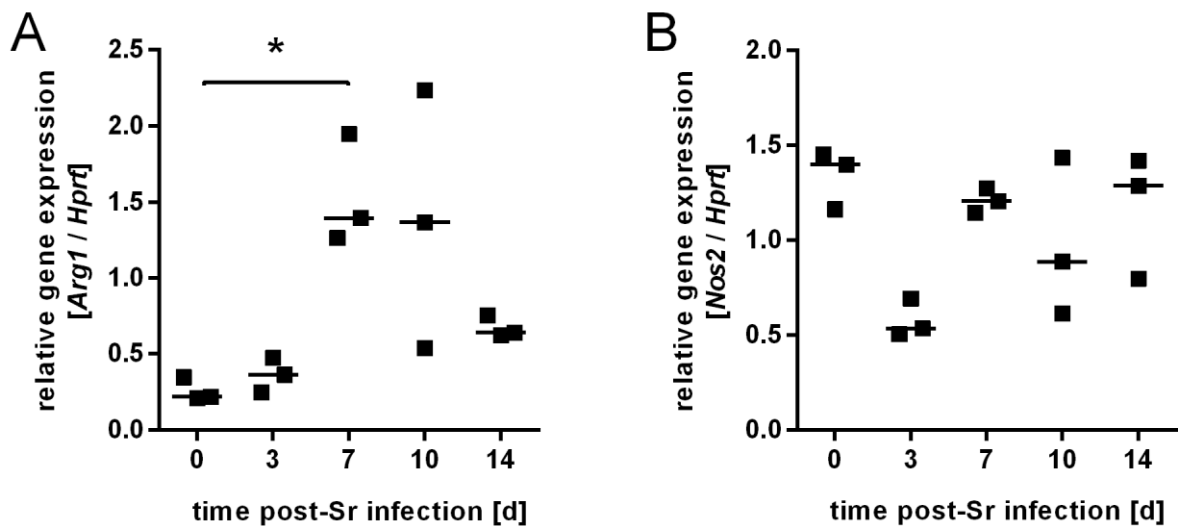 A
relative gene expression
[Arg1 / Hprt]
2.5
2.0
1.5
1.0
0.5
0.0
*
0 3 7 10 14
time post-Sr infection [d]
B
relative gene expression
[Nos2 / Hprt]
2.0
1.5
1.0
0.5
0.0
0 3 7 10 14
time post-Sr infection [d]